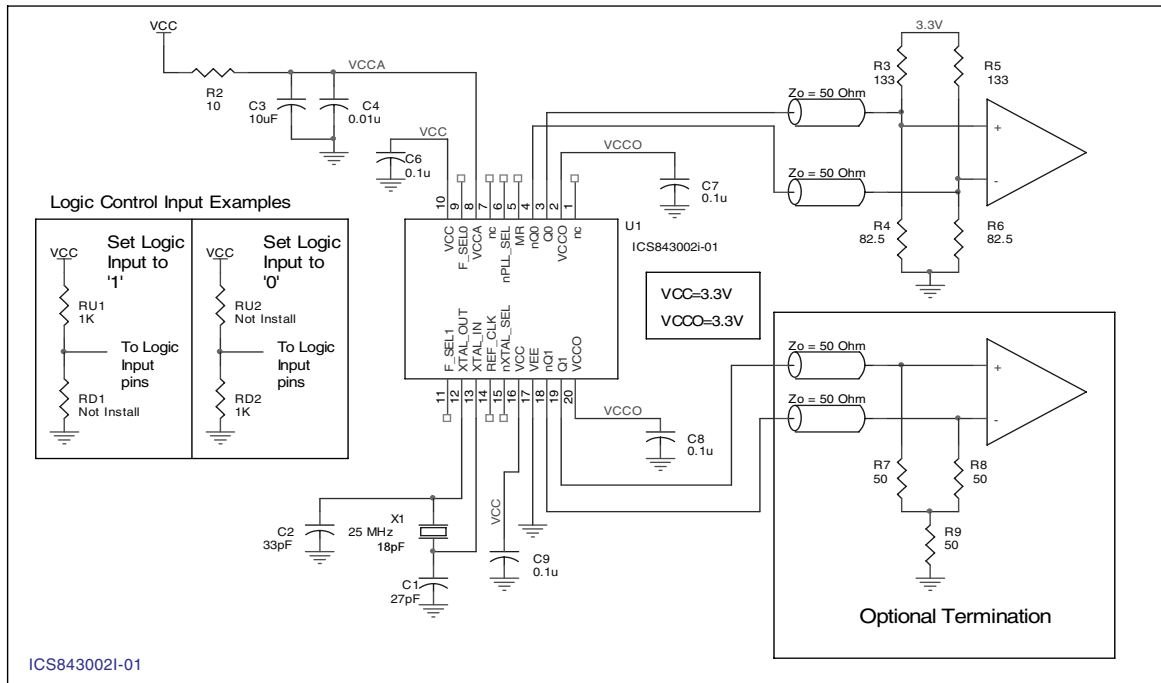 VCC
R2
10
VCCA
C3
10uF
C4
0.01u
VCC
C6
0.1u
VCCO
C7
0.1u
Zo = 50 Ohm
Zo = 50 Ohm
3.3V
R3
133
R5
133
+
-
R4
82.5
R6
82.5
Logic Control Input Examples
VCC
Set Logic
Input to
'1'
RU1
1K
To Logic
Input
pins
RD1
Not Install
VCC
Set Logic
Input to
'0'
RU2
Not Install
To Logic
Input
pins
RD2
1K
10
9
8
7
6
5
4
3
2
1
VCC
F_SEL0
VCCA
nc
nPLL_SEL
MR
nQ0
Q0
VCCO
nc
U1
ICS843002i-01
F_SEL1
XTAL_OUT
XTAL_IN
REF_CLK
nXTAL_SEL
VCC
VEE
nQ1
Q1
VCCO
11
12
13
14
15
16
17
18
19
20
VCC=3.3V
VCCO=3.3V
VCCO
C8
0.1u
C2
33pF
X1
25 MHz
18pF
C1
27pF
VCC
C9
0.1u
Zo = 50 Ohm
Zo = 50 Ohm
+
-
R7
50
R8
50
R9
50
Optional Termination
ICS843002I-01